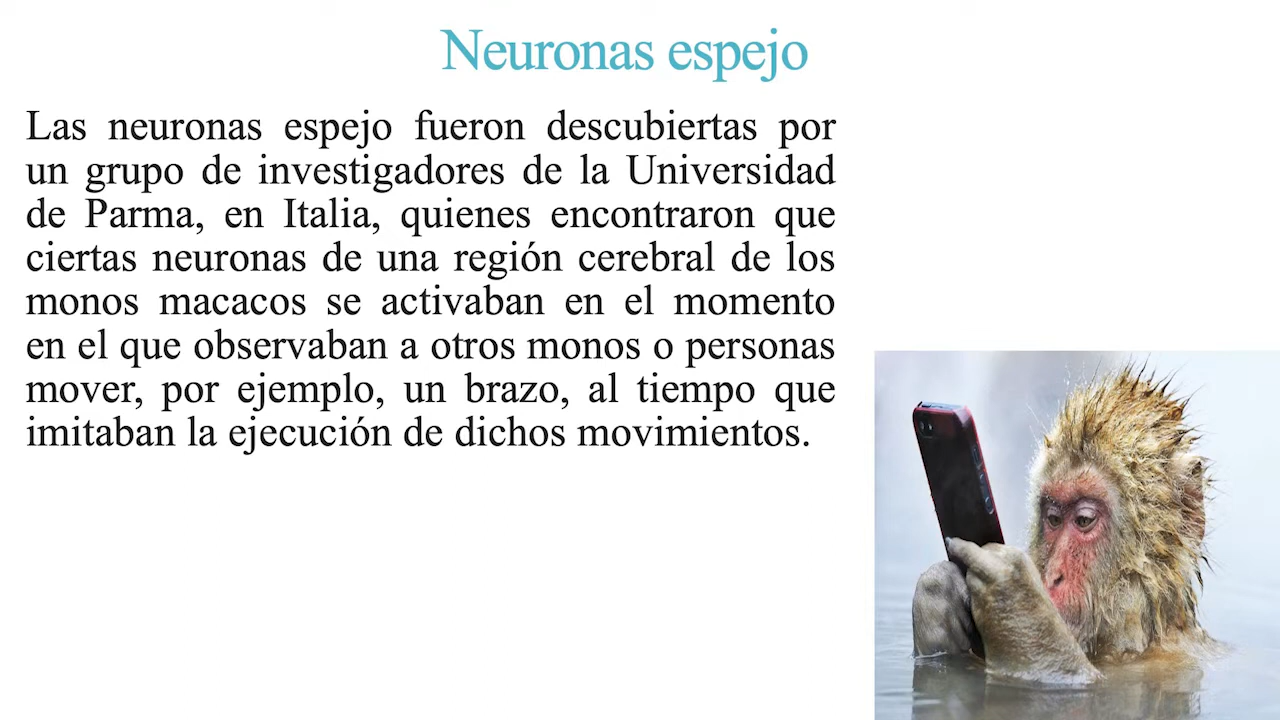 Neuronas espejo
Las neuronas espejo fueron descubiertas por
un grupo de investigadores de la Universidad
de Parma, en Italia, quienes encontraron que
ciertas neuronas de una región cerebral de los
monos macacos se activaban en el momento
en el que observaban a otros monos o personas
mover, por ejemplo, un brazo, al tiempo que
imitaban la ejecución de dichos movimientos.